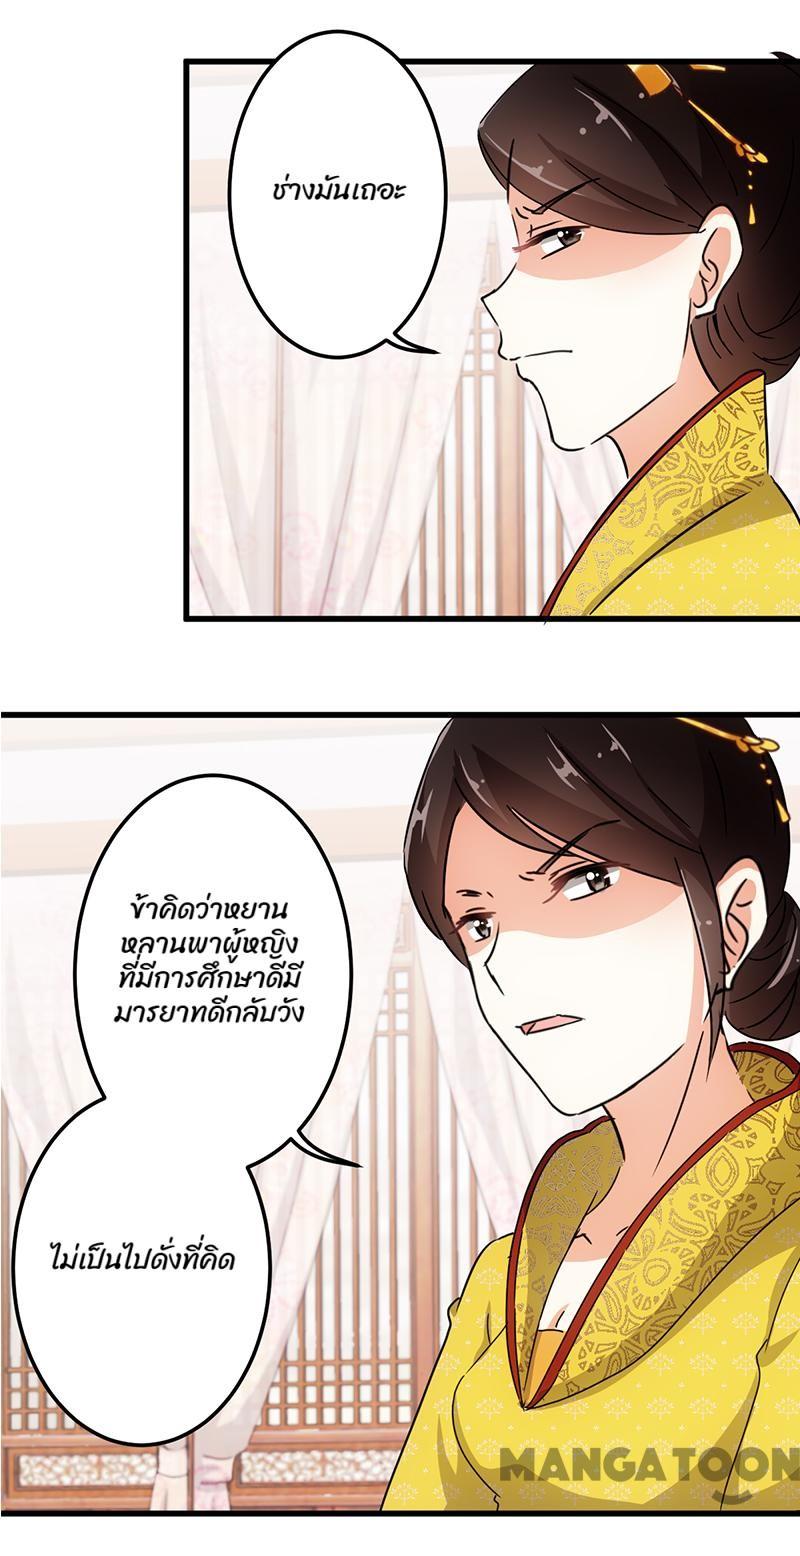 ช่างมันเถอะ
ข้าคิดว่าหยาน
หลานพาผู้หญิง
ที่มีการศึกษาดีมี
มารยาทดีกลับวัง
ไม่เป็นไปดั่งที่คิด
MANGATOON